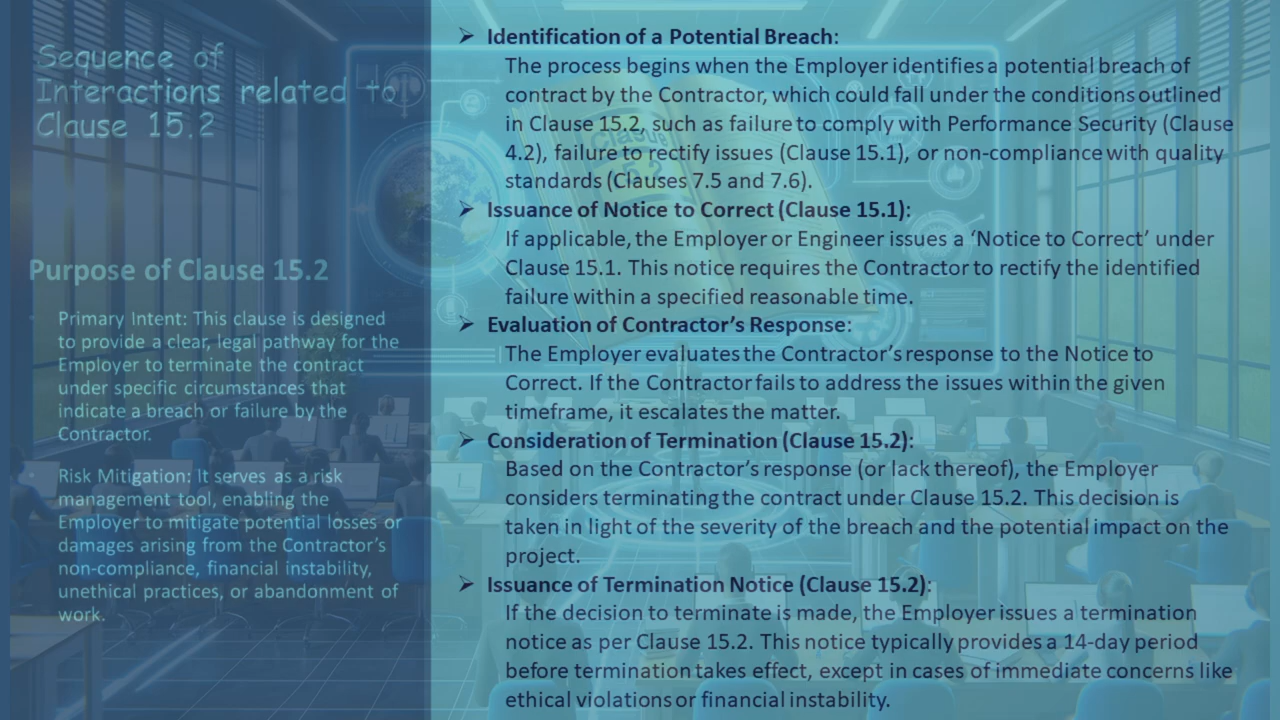 Sequence of
Interactions related to
Clause 15.2
Purpose of Clause 15.2
Primary Intent: This clause is designed
to provide a clear, legal pathway for the
Employer to terminate the contract
under specific circumstances that
indicate a breach or failure by the
Contractor.
Risk Mitigation: It serves as a risk
management tool, enabling the
Employer to mitigate potential losses or
damages arising from the Contractor's
non-compliance, financial instability,
unethical practices, or abandonment of
work.
➢ Identification of a Potential Breach:
The process begins when the Employer identifies a potential breach of
contract by the Contractor, which could fall under the conditions outlined
in Clause 15.2, such as failure to comply with Performance Security (Clause
4.2), failure to rectify issues (Clause 15.1), or non-compliance with quality
standards (Clauses 7.5 and 7.6).
➢ Issuance of Notice to Correct (Clause 15.1):
If applicable, the Employer or Engineer issues a ‘Notice to Correct’ under
Clause 15.1. This notice requires the Contractor to rectify the identified
failure within a specified reasonable time.
➢ Evaluation of Contractor’s Response:
The Employer evaluates the Contractor’s response to the Notice to
Correct. If the Contractor fails to address the issues within the given
timeframe, it escalates the matter.
➢ Consideration of Termination (Clause 15.2):
Based on the Contractor’s response (or lack thereof), the Employer
considers terminating the contract under Clause 15.2. This decision is
taken in light of the severity of the breach and the potential impact on the
project.
➢ Issuance of Termination Notice (Clause 15.2):
If the decision to terminate is made, the Employer issues a termination
notice as per Clause 15.2. This notice typically provides a 14-day period
before termination takes effect, except in cases of immediate concerns like
ethical violations or financial instability.